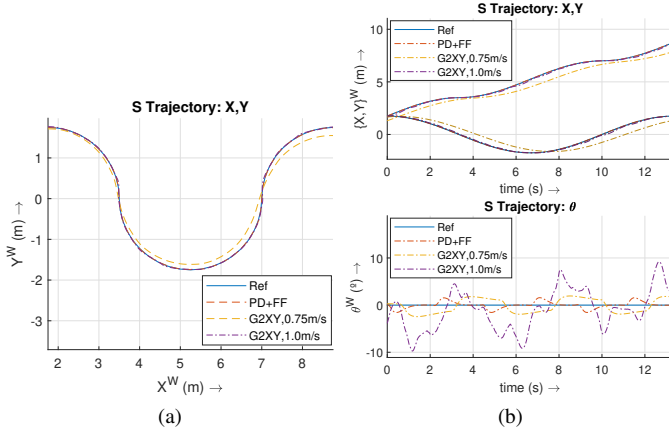 S Trajectory: X,Y
Y^W (m) →
1
0
-1
-2
-3
Ref
PD+FF
G2XY,0.75m/s
G2XY,1.0m/s
2 3 4 5 6 7 8
X^W (m) →
(a)
S Trajectory: X,Y
{X,Y}^W (m) →
10
5
0
Ref
PD+FF
G2XY,0.75m/s
G2XY,1.0m/s
0 2 4 6 8 10 12
time (s) →
S Trajectory: θ
θ^W (º) →
10
0
-10
Ref
PD+FF
G2XY,0.75m/s
G2XY,1.0m/s
0 2 4 6 8 10 12
time (s) →
(b)